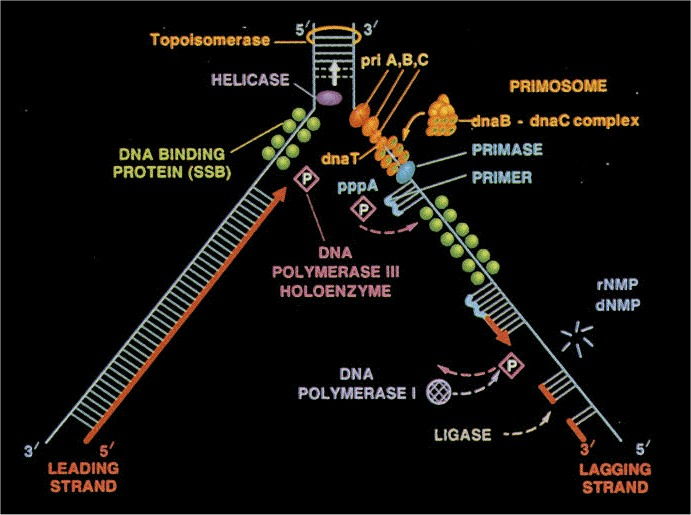 5′ 3′
Topoisomerase
pri A,B,C
HELICASE
PRIMOSOME
dnaB - dnaC complex
DNA BINDING
PROTEIN (SSB)
dnaT
PRIMASE
pppA
PRIMER
P
P
DNA
POLYMERASE III
HOLOENZYME
rNMP
dNMP
P
DNA
POLYMERASE I
LIGASE
3′ 5′
LEADING
STRAND
3′ 5′
LAGGING
STRAND